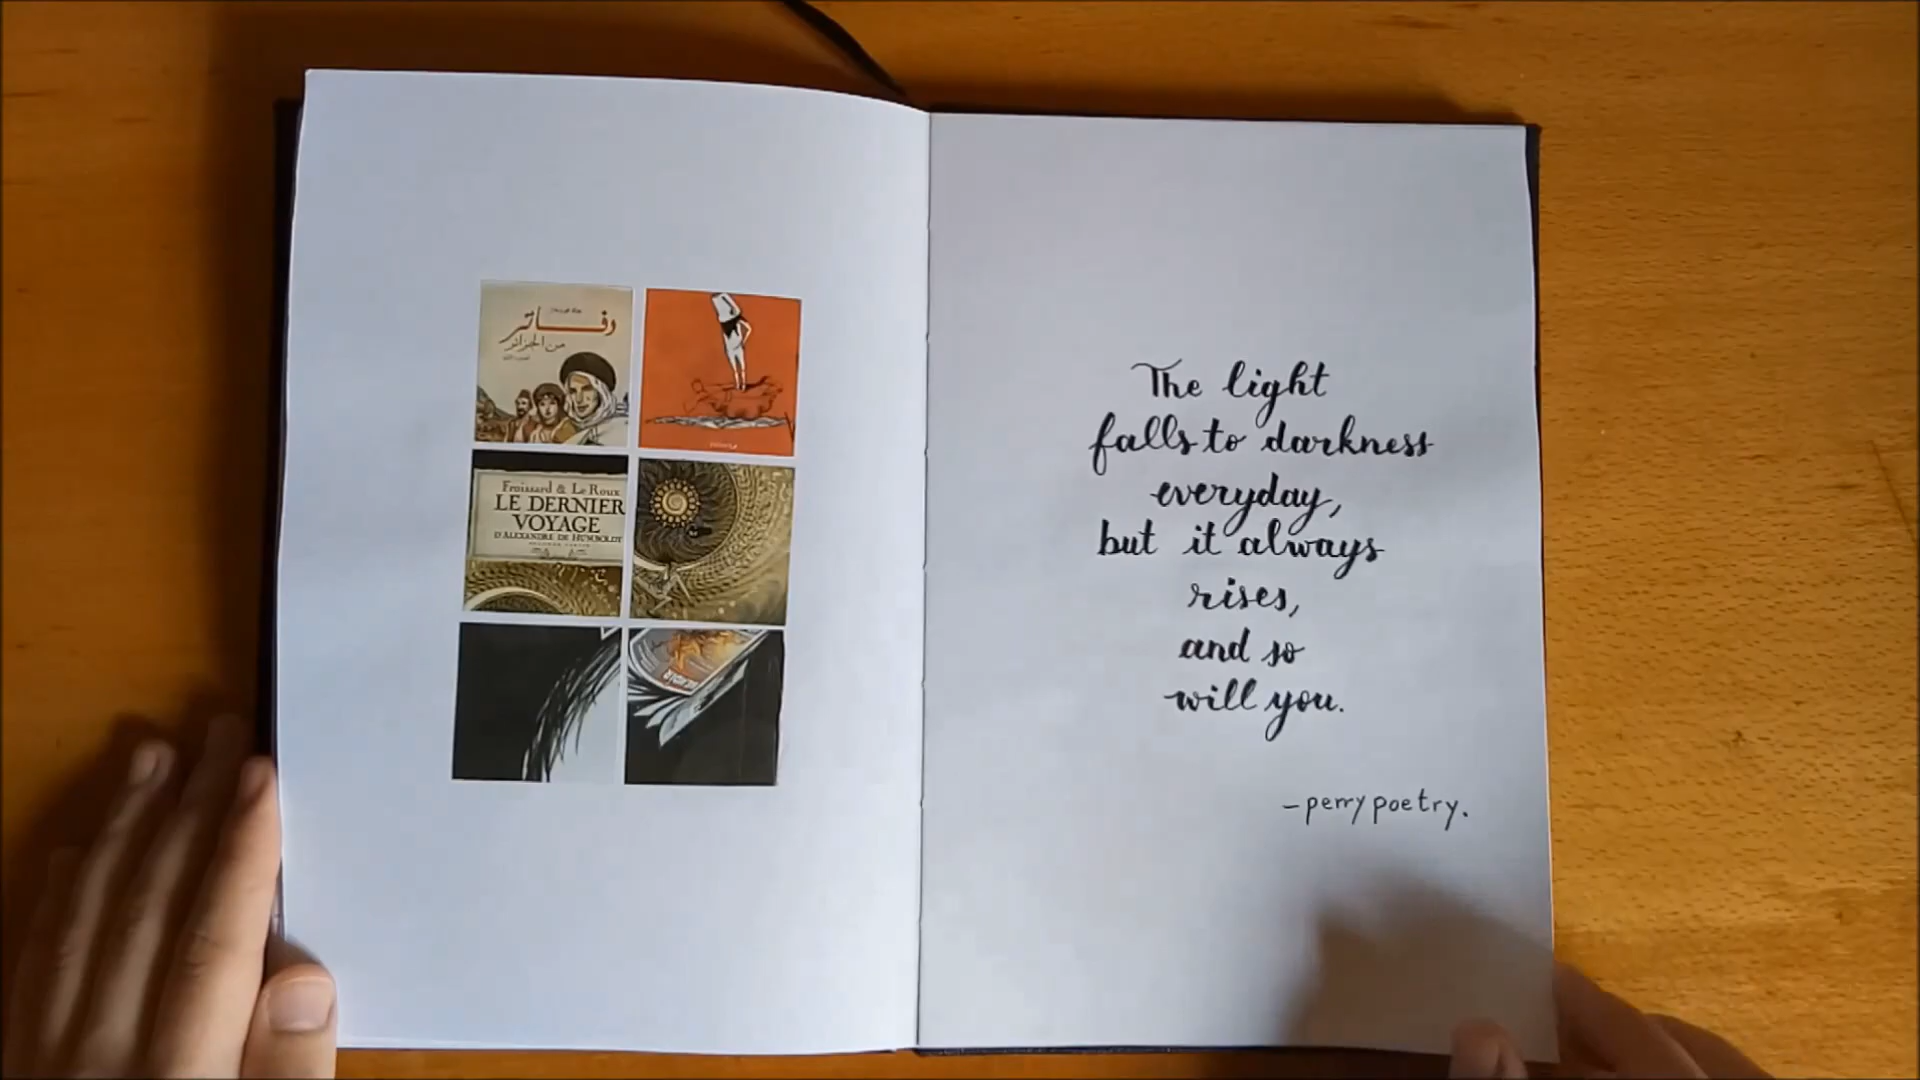 دفاتر
من الجزائر
Froissard & Le Roux
LE DERNIER
VOYAGE
D'ALEXANDRE DE HUMBOLDT
The light
falls to darkness
everyday,
but it always
rises,
and so
will you.
- perry poetry.